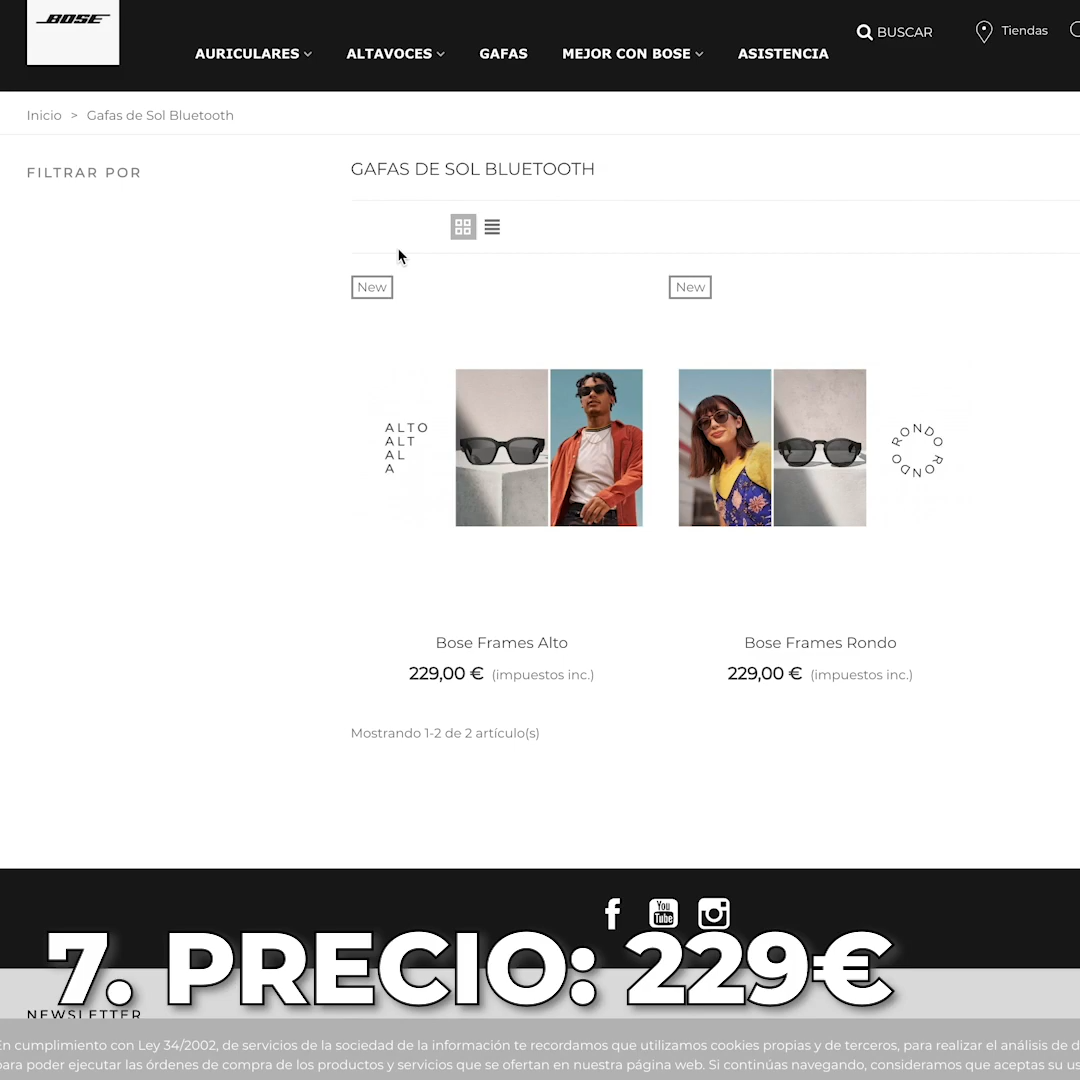 BOSE
BUSCAR
Tiendas
AURICULARES
ALTAVOCES
GAFAS
MEJOR CON BOSE
ASISTENCIA
Inicio > Gafas de Sol Bluetooth
FILTRAR POR
GAFAS DE SOL BLUETOOTH
New
New
ALTO
ALT
AL
A
RONDO RONDO
Bose Frames Alto
229,00 € (impuestos inc.)
Bose Frames Rondo
229,00 € (impuestos inc.)
Mostrando 1-2 de 2 artículo(s)
You
Tube
7. PRECIO: 229€
NEWSLETTER
En cumplimiento con Ley 34/2002, de servicios de la sociedad de la información te recordamos que utilizamos cookies propias y de terceros, para realizar el análisis de
para poder ejecutar las órdenes de compra de los productos y servicios que se ofertan en nuestra página web. Si continúas navegando, consideramos que aceptas su